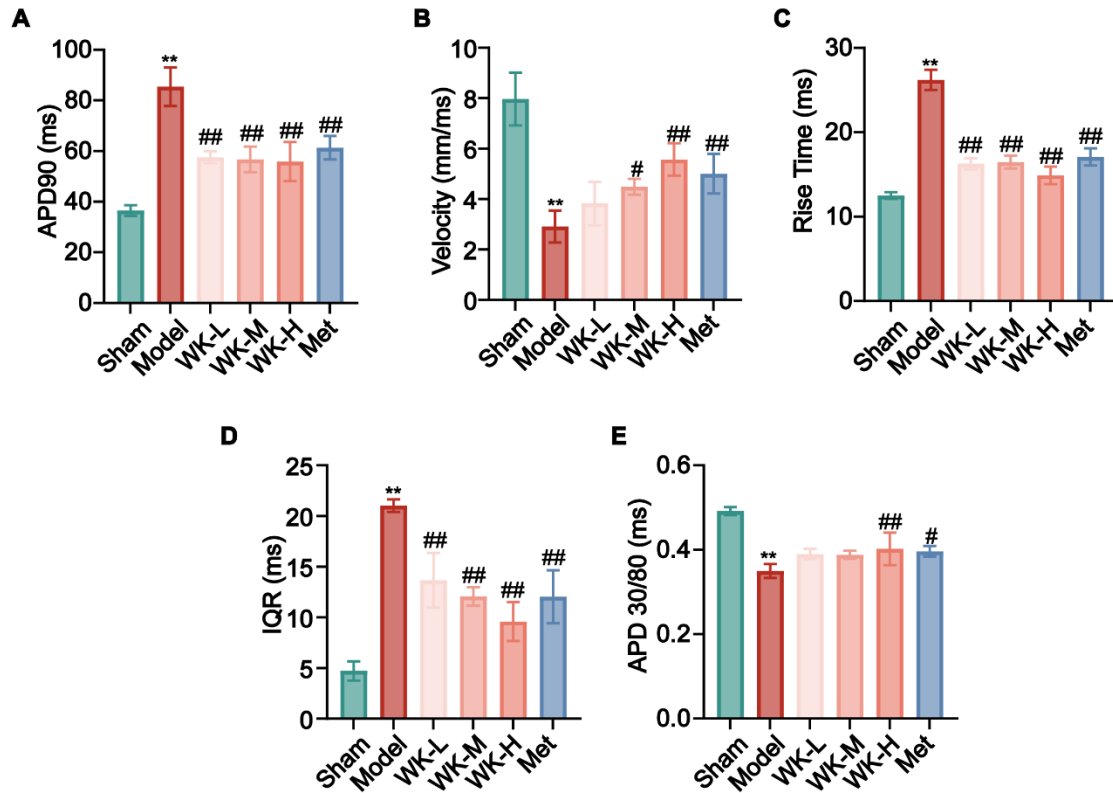 A
APD90 (ms)
100
80
60
40
20
0
**
##
##
##
##
Sham
Model
WK-L
WK-M
WK-H
Met
B
Velocity (mm/ms)
10
8
6
4
2
0
**
#
##
##
Sham
Model
WK-L
WK-M
WK-H
Met
C
Rise Time (ms)
30
20
10
0
**
##
##
##
##
Sham
Model
WK-L
WK-M
WK-H
Met
D
IQR (ms)
25
20
15
10
5
0
**
##
##
##
##
Sham
Model
WK-L
WK-M
WK-H
Met
E
APD 30/80 (ms)
0.6
0.4
0.2
0.0
**
##
#
Sham
Model
WK-L
WK-M
WK-H
Met